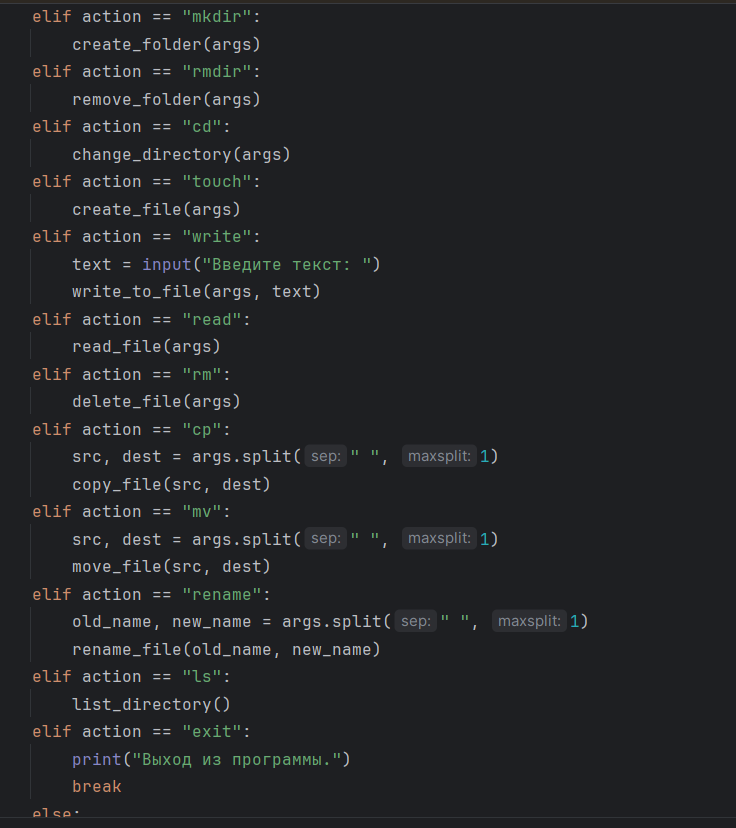 elif action == "mkdir":
    create_folder(args)
elif action == "rmdir":
    remove_folder(args)
elif action == "cd":
    change_directory(args)
elif action == "touch":
    create_file(args)
elif action == "write":
    text = input("Введите текст: ")
    write_to_file(args, text)
elif action == "read":
    read_file(args)
elif action == "rm":
    delete_file(args)
elif action == "cp":
    src, dest = args.split( sep: " ", maxsplit: 1)
    copy_file(src, dest)
elif action == "mv":
    src, dest = args.split( sep: " ", maxsplit: 1)
    move_file(src, dest)
elif action == "rename":
    old_name, new_name = args.split( sep: " ", maxsplit: 1)
    rename_file(old_name, new_name)
elif action == "ls":
    list_directory()
elif action == "exit":
    print("Выход из программы.")
    break
else: